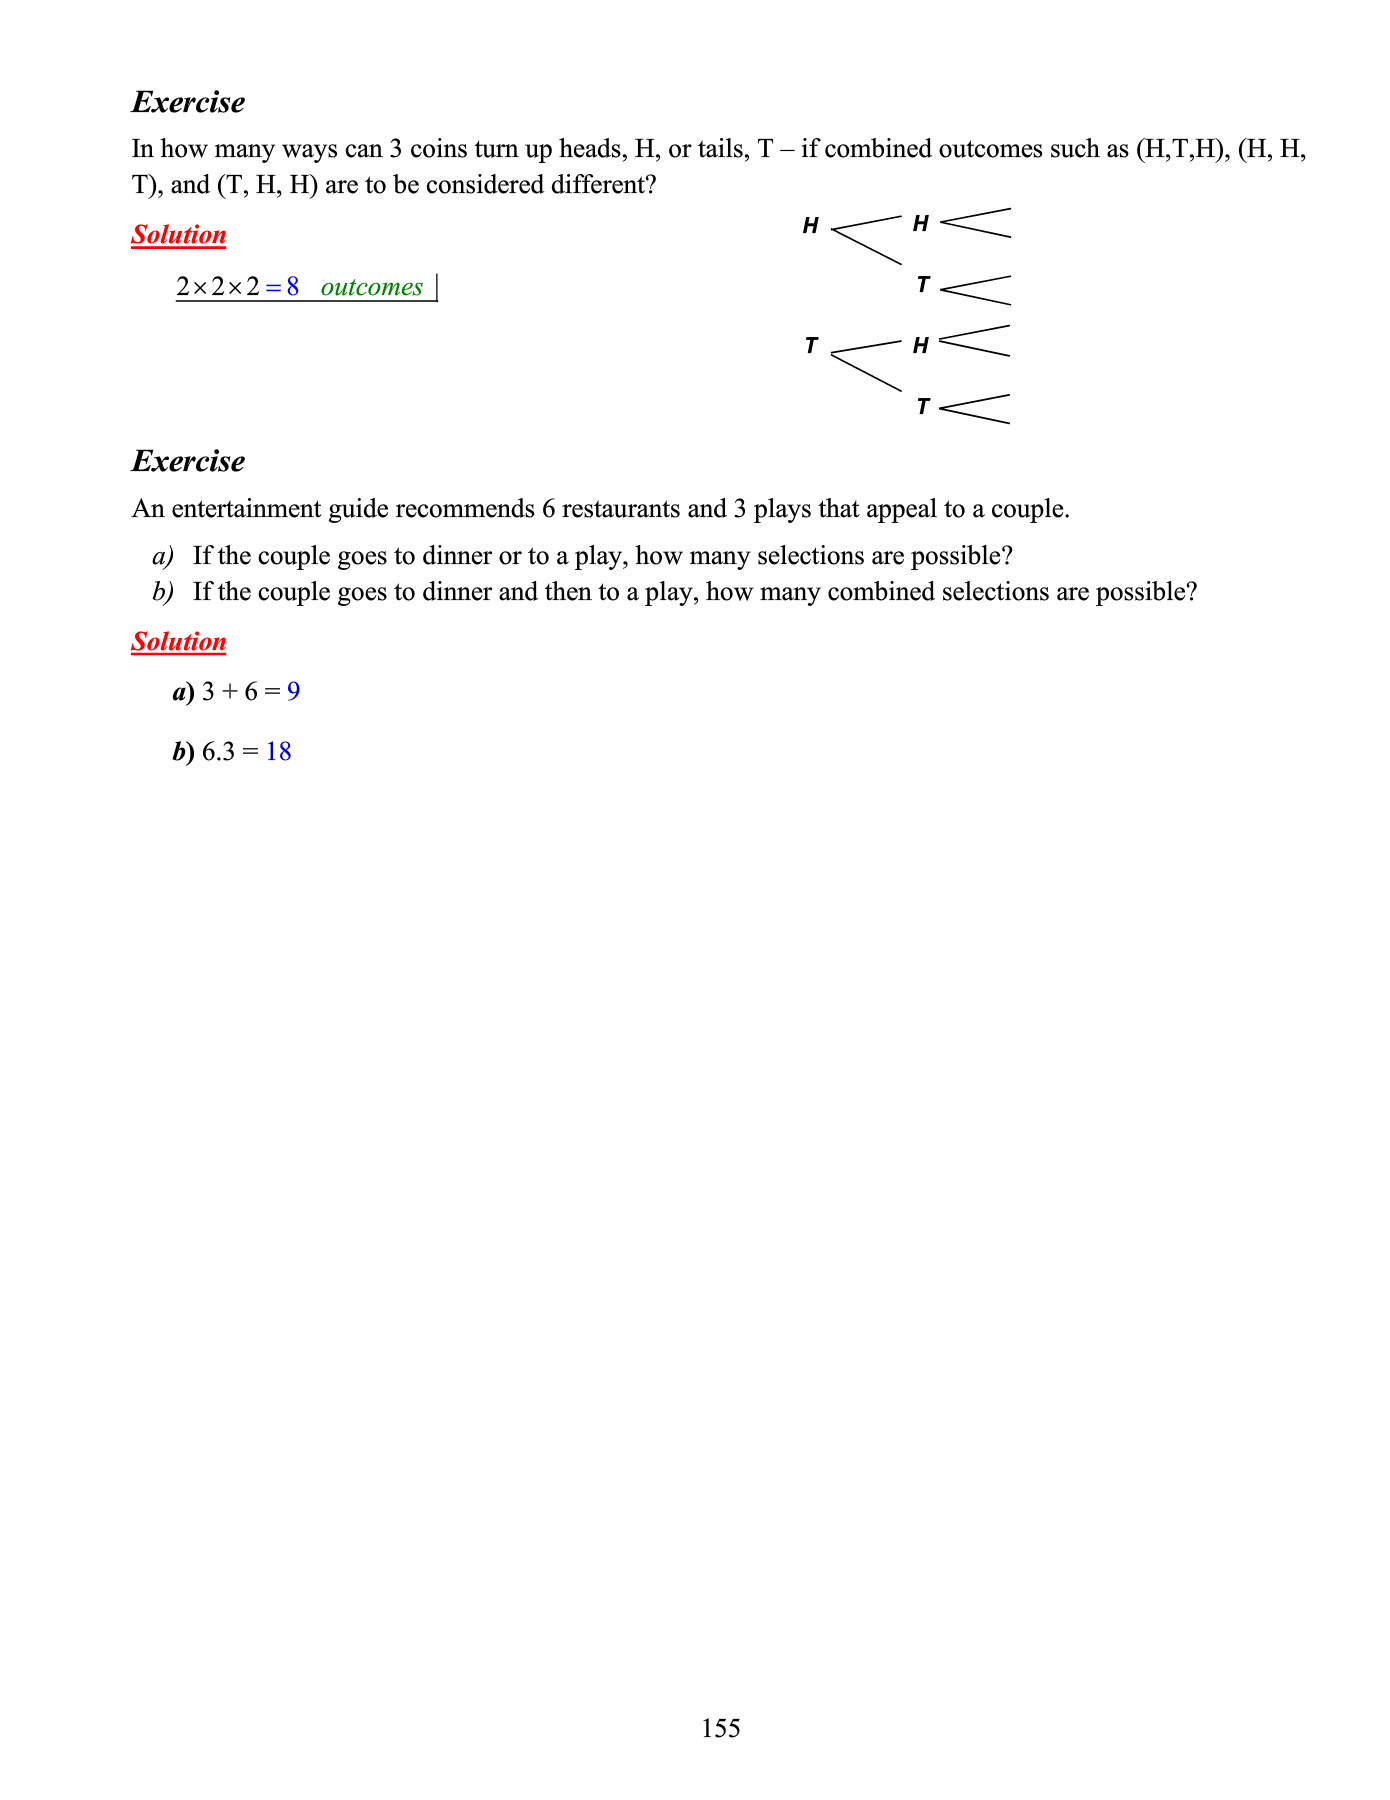 Exercise
In how many ways can 3 coins turn up heads, H, or tails, T – if combined outcomes such as (H,T,H), (H, H,
T), and (T, H, H) are to be considered different?
Solution
2×2×2 = 8 outcomes
H H
T
T H
T
Exercise
An entertainment guide recommends 6 restaurants and 3 plays that appeal to a couple.
a) If the couple goes to dinner or to a play, how many selections are possible?
b) If the couple goes to dinner and then to a play, how many combined selections are possible?
Solution
a) 3 + 6 = 9
b) 6.3 = 18
155